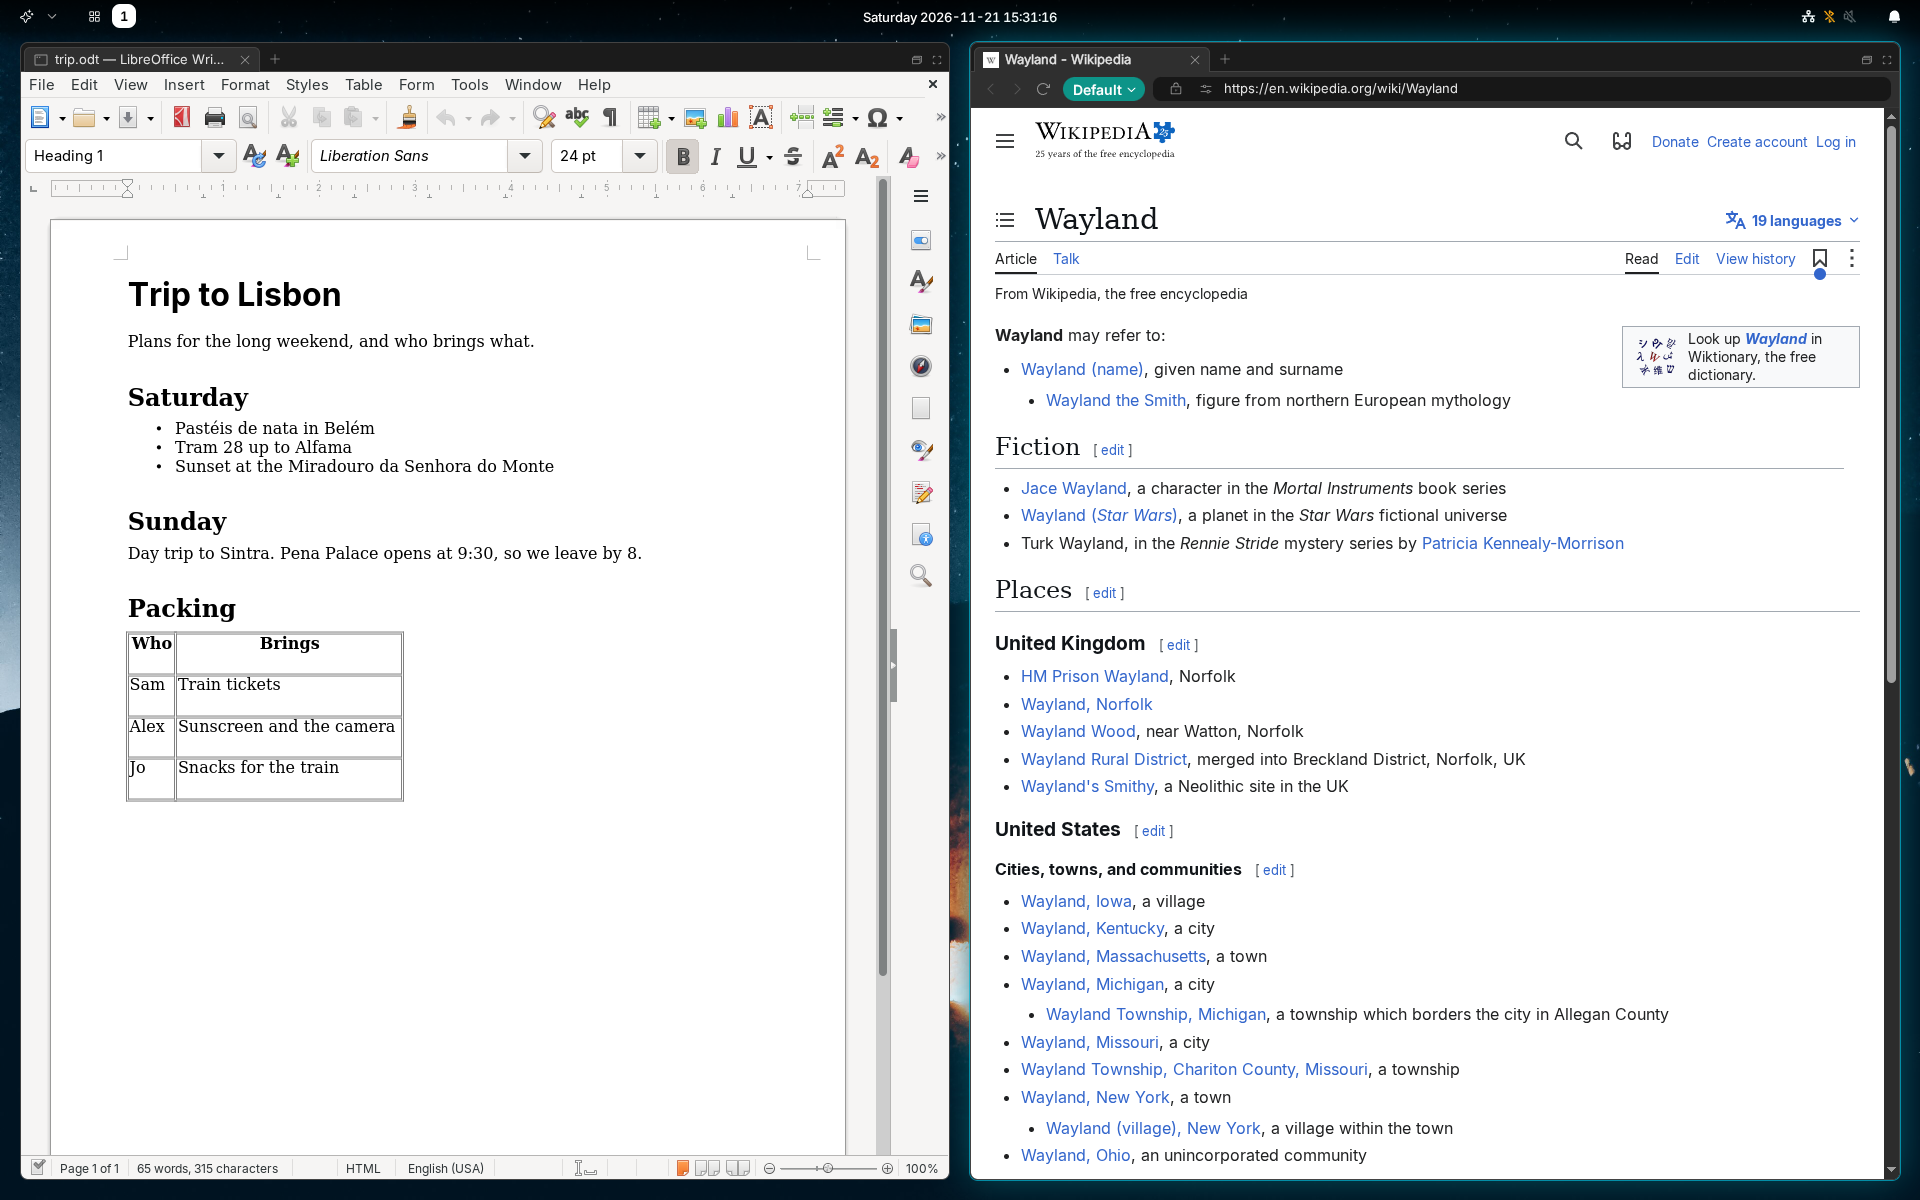 1
Saturday 2026-11-21 15:31:16
trip.odt — LibreOffice Wri...
File Edit View Insert Format Styles Table Form Tools Window Help
Heading 1
Liberation Sans
24 pt
1 2 3 4 5 6 7
Trip to Lisbon
Plans for the long weekend, and who brings what.
Saturday
• Pastéis de nata in Belém
• Tram 28 up to Alfama
• Sunset at the Miradouro da Senhora do Monte
Sunday
Day trip to Sintra. Pena Palace opens at 9:30, so we leave by 8.
Packing
Who Brings
Sam Train tickets
Alex Sunscreen and the camera
Jo Snacks for the train
Page 1 of 1 65 words, 315 characters HTML English (USA) 100%
Wayland - Wikipedia
Default https://en.wikipedia.org/wiki/Wayland
WIKIPEDIA 25
25 years of the free encyclopedia
Donate Create account Log in
Wayland
19 languages
Article Talk Read Edit View history
From Wikipedia, the free encyclopedia
Wayland may refer to:
Look up Wayland in
Wiktionary, the free
dictionary.
• Wayland (name), given name and surname
• Wayland the Smith, figure from northern European mythology
Fiction [ edit ]
• Jace Wayland, a character in the Mortal Instruments book series
• Wayland (Star Wars), a planet in the Star Wars fictional universe
• Turk Wayland, in the Rennie Stride mystery series by Patricia Kennealy-Morrison
Places [ edit ]
United Kingdom [ edit ]
• HM Prison Wayland, Norfolk
• Wayland, Norfolk
• Wayland Wood, near Watton, Norfolk
• Wayland Rural District, merged into Breckland District, Norfolk, UK
• Wayland's Smithy, a Neolithic site in the UK
United States [ edit ]
Cities, towns, and communities [ edit ]
• Wayland, Iowa, a village
• Wayland, Kentucky, a city
• Wayland, Massachusetts, a town
• Wayland, Michigan, a city
• Wayland Township, Michigan, a township which borders the city in Allegan County
• Wayland, Missouri, a city
• Wayland Township, Chariton County, Missouri, a township
• Wayland, New York, a town
• Wayland (village), New York, a village within the town
• Wayland, Ohio, an unincorporated community